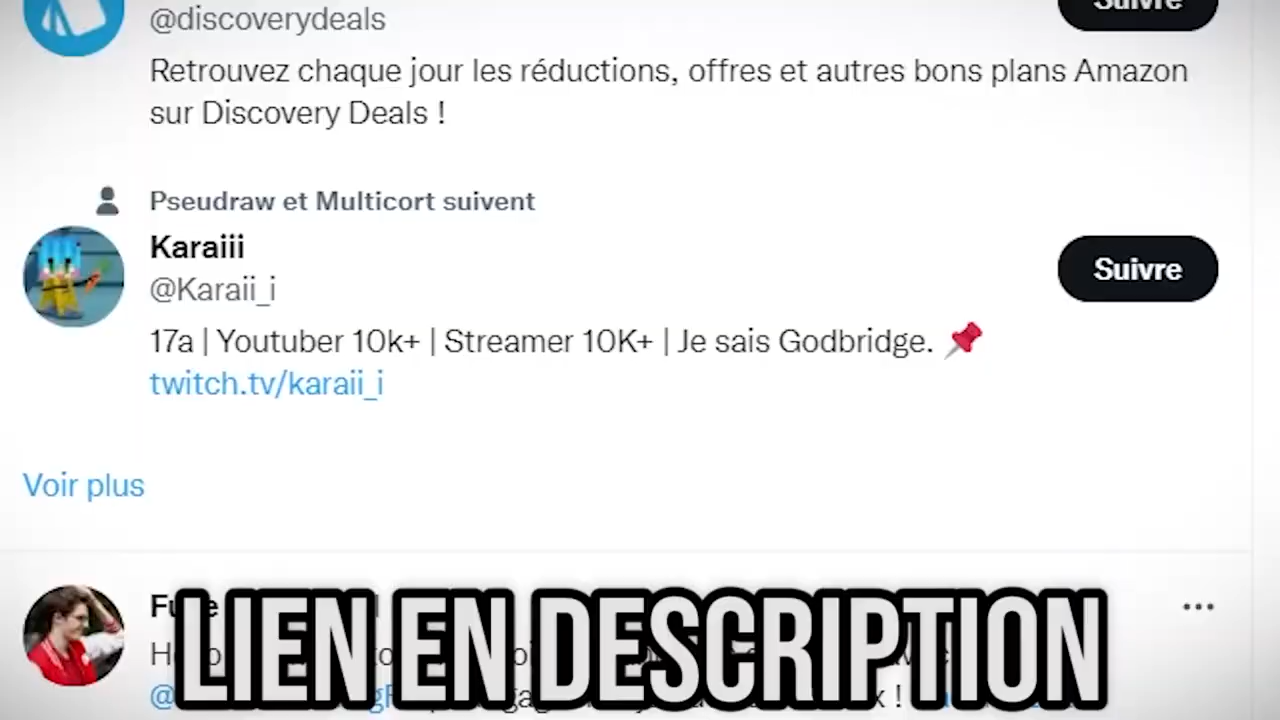 Suivre
@discoverydeals
Retrouvez chaque jour les réductions, offres et autres bons plans Amazon
sur Discovery Deals !
Pseudraw et Multicort suivent
Karaiii
@Karaii_i
Suivre
17a | Youtuber 10k+ | Streamer 10K+ | Je sais Godbridge.
twitch.tv/karaii_i
Voir plus
LIEN EN DESCRIPTION